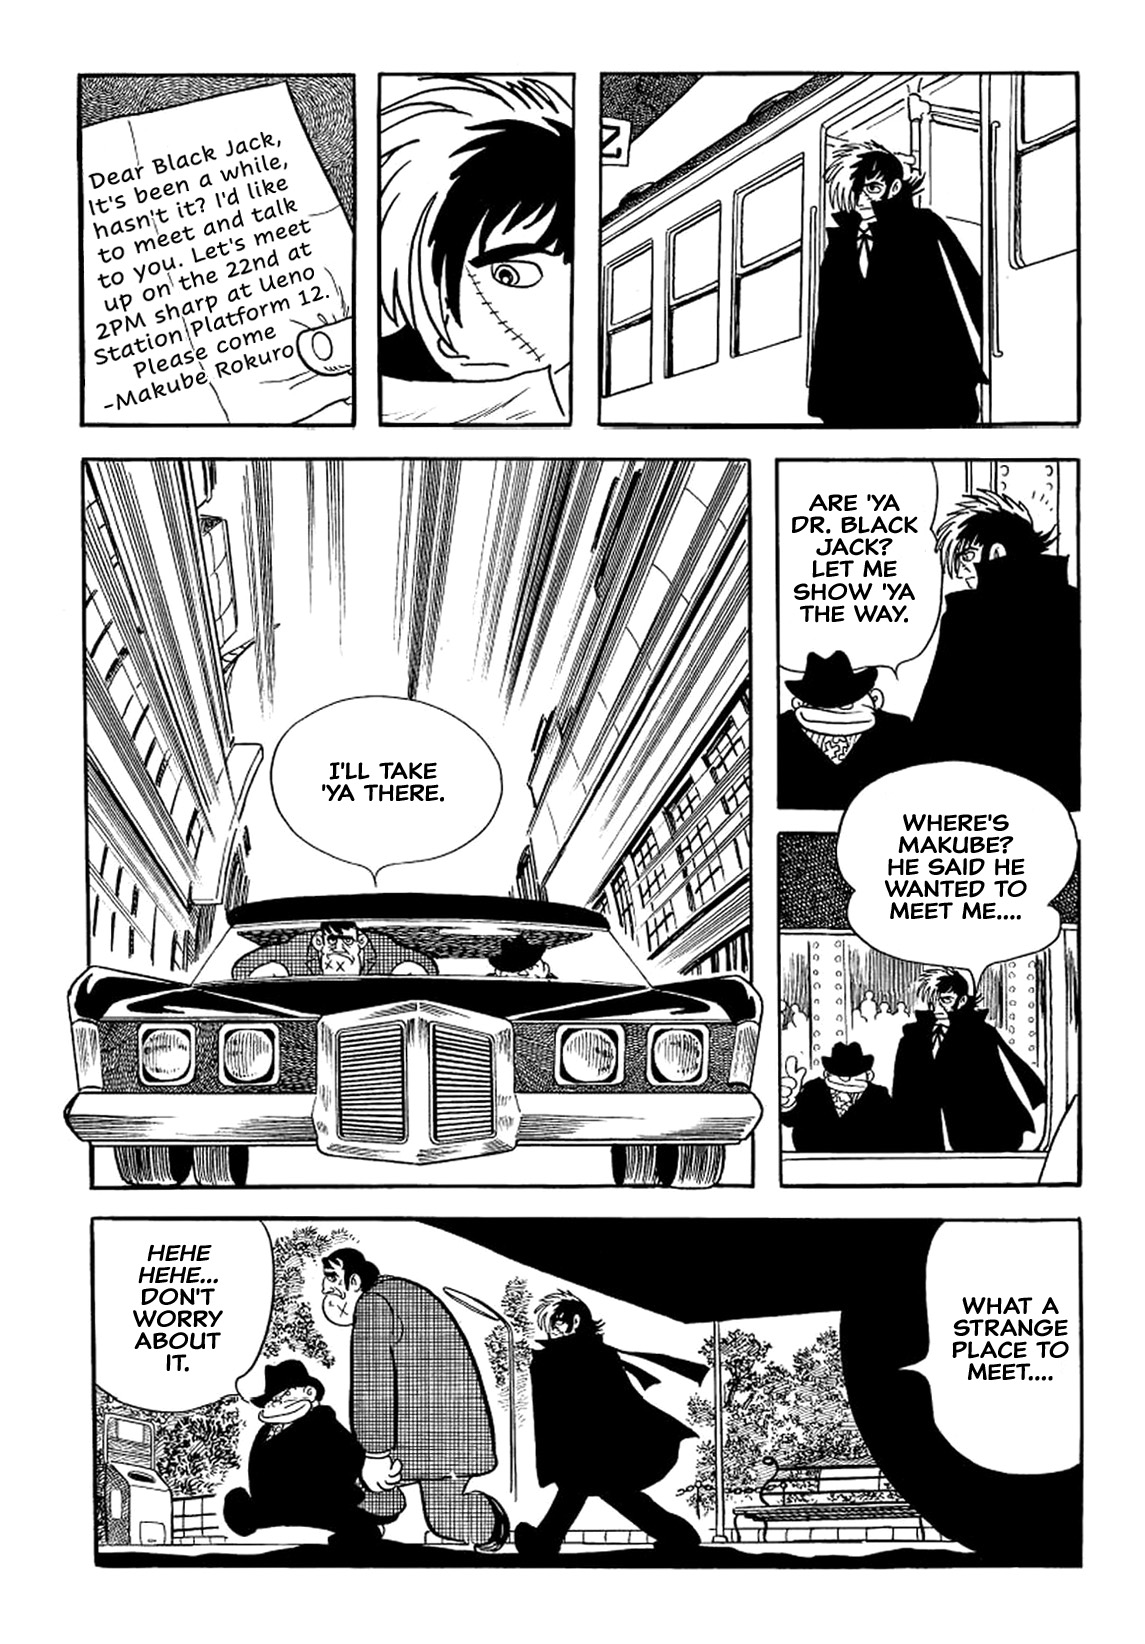 Dear Black Jack,
It's been a while,
hasn't it? I'd like
to meet and talk
to you. Let's meet
up on the 22nd at
2PM sharp at Ueno
Station Platform 12.
Please come
-Makube Rokuro
ARE 'YA
DR. BLACK
JACK?
LET ME
SHOW 'YA
THE WAY.
WHERE'S
MAKUBE?
HE SAID HE
WANTED TO
MEET ME....
I'LL TAKE
'YA THERE.
HEHE
HEHE...
DON'T
WORRY
ABOUT
IT.
WHAT A
STRANGE
PLACE TO
MEET....